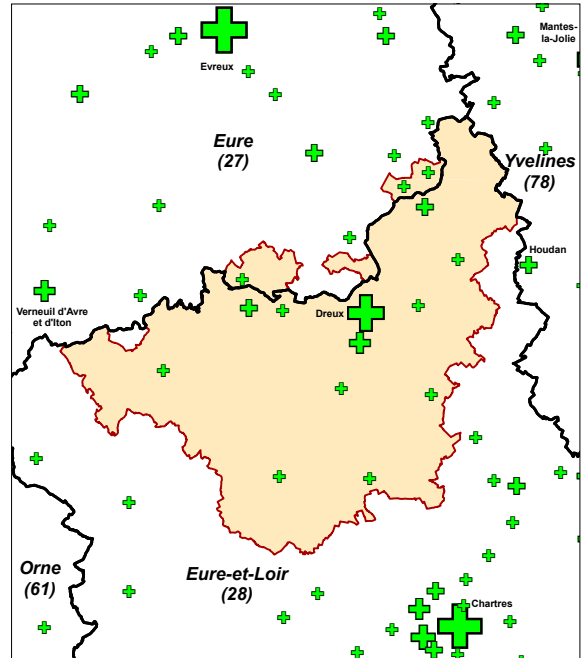 Mantes-
la-Jolie
Evreux
Eure
(27)
Yvelines
(78)
Houdan
Verneuil d'Avre
et d'Iton
Dreux
Orne
(61)
Eure-et-Loir
(28)
Chartres